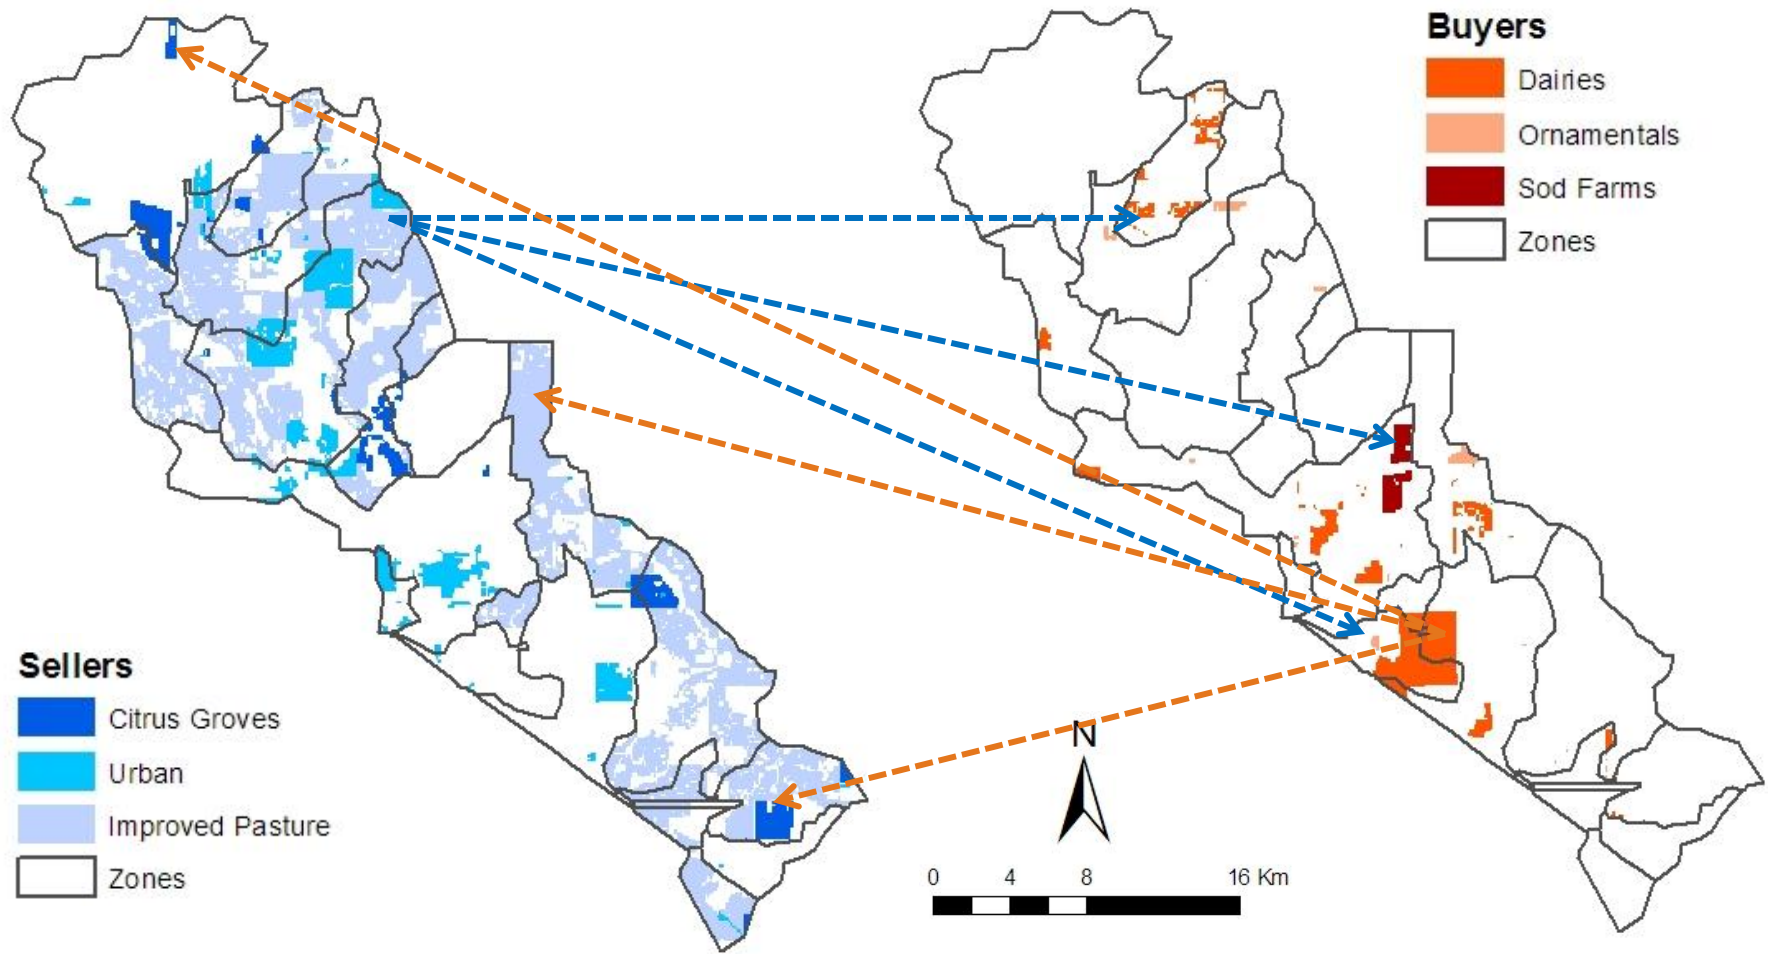 Buyers
Dairies
Ornamentals
Sod Farms
Zones
Sellers
Citrus Groves
Urban
Improved Pasture
Zones
N
0 4 8 16 Km